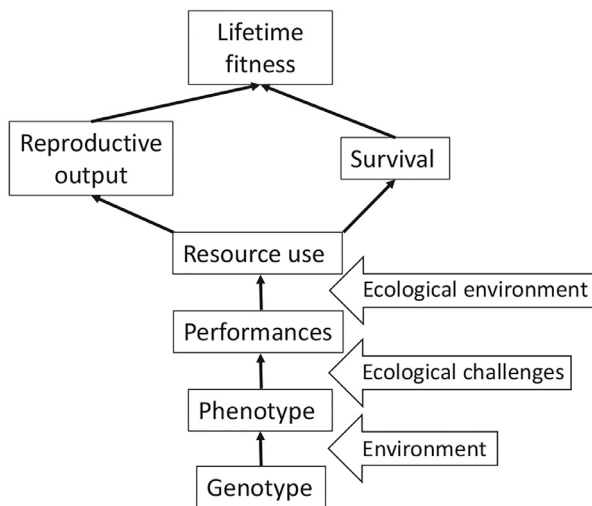 Lifetime
fitness
Reproductive
output
Survival
Resource use
Ecological environment
Performances
Ecological challenges
Phenotype
Environment
Genotype